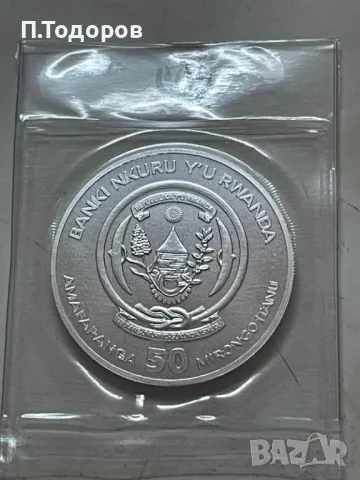 П.Тодоров
BANKI NKURU Y'U RWANDA
AMAFARANGA 50 MIRONGO ITANU
BAZAR